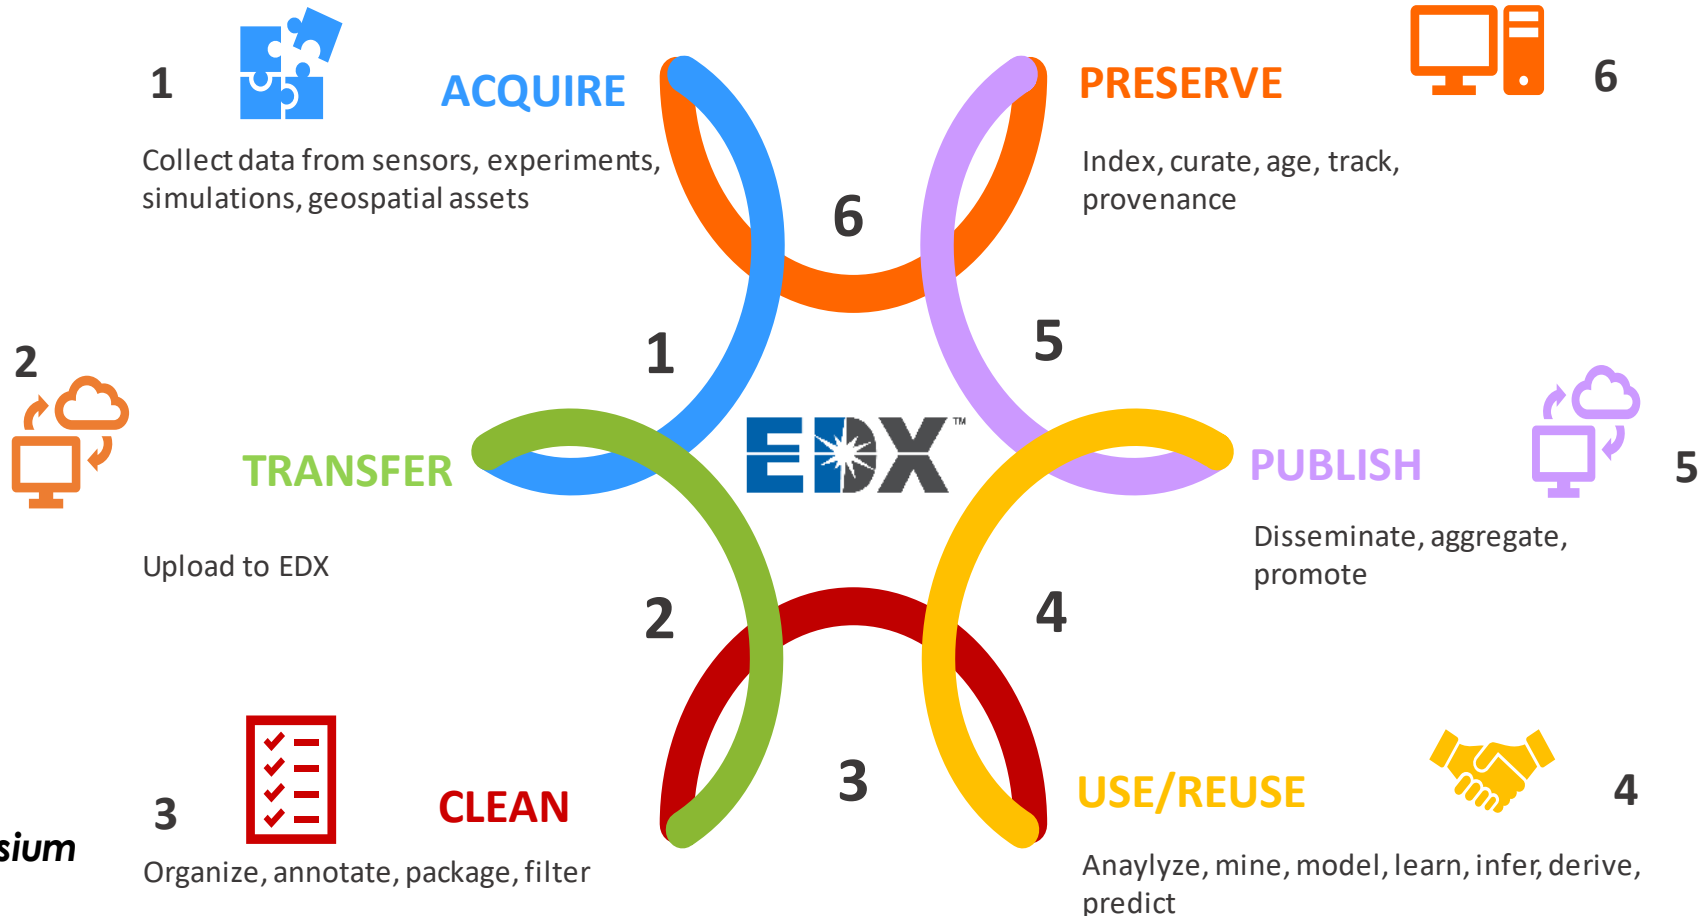 1
ACQUIRE
Collect data from sensors, experiments,
simulations, geospatial assets
PRESERVE
6
Index, curate, age, track,
provenance
6
1
5
2
TRANSFER
Upload to EDX
EDX™
PUBLISH
5
Disseminate, aggregate,
promote
2
4
3
3
CLEAN
Organize, annotate, package, filter
USE/REUSE
4
Anaylyze, mine, model, learn, infer, derive,
predict
sium